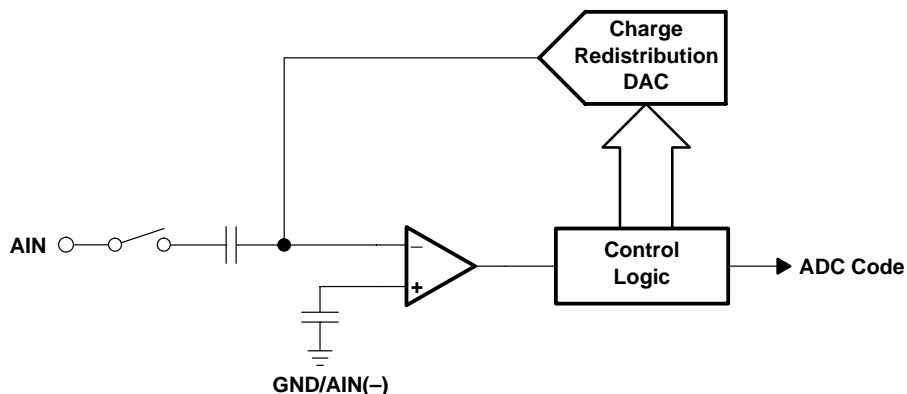 Charge
Redistribution
DAC
AIN
−
+
Control
Logic
ADC Code
GND/AIN(−)